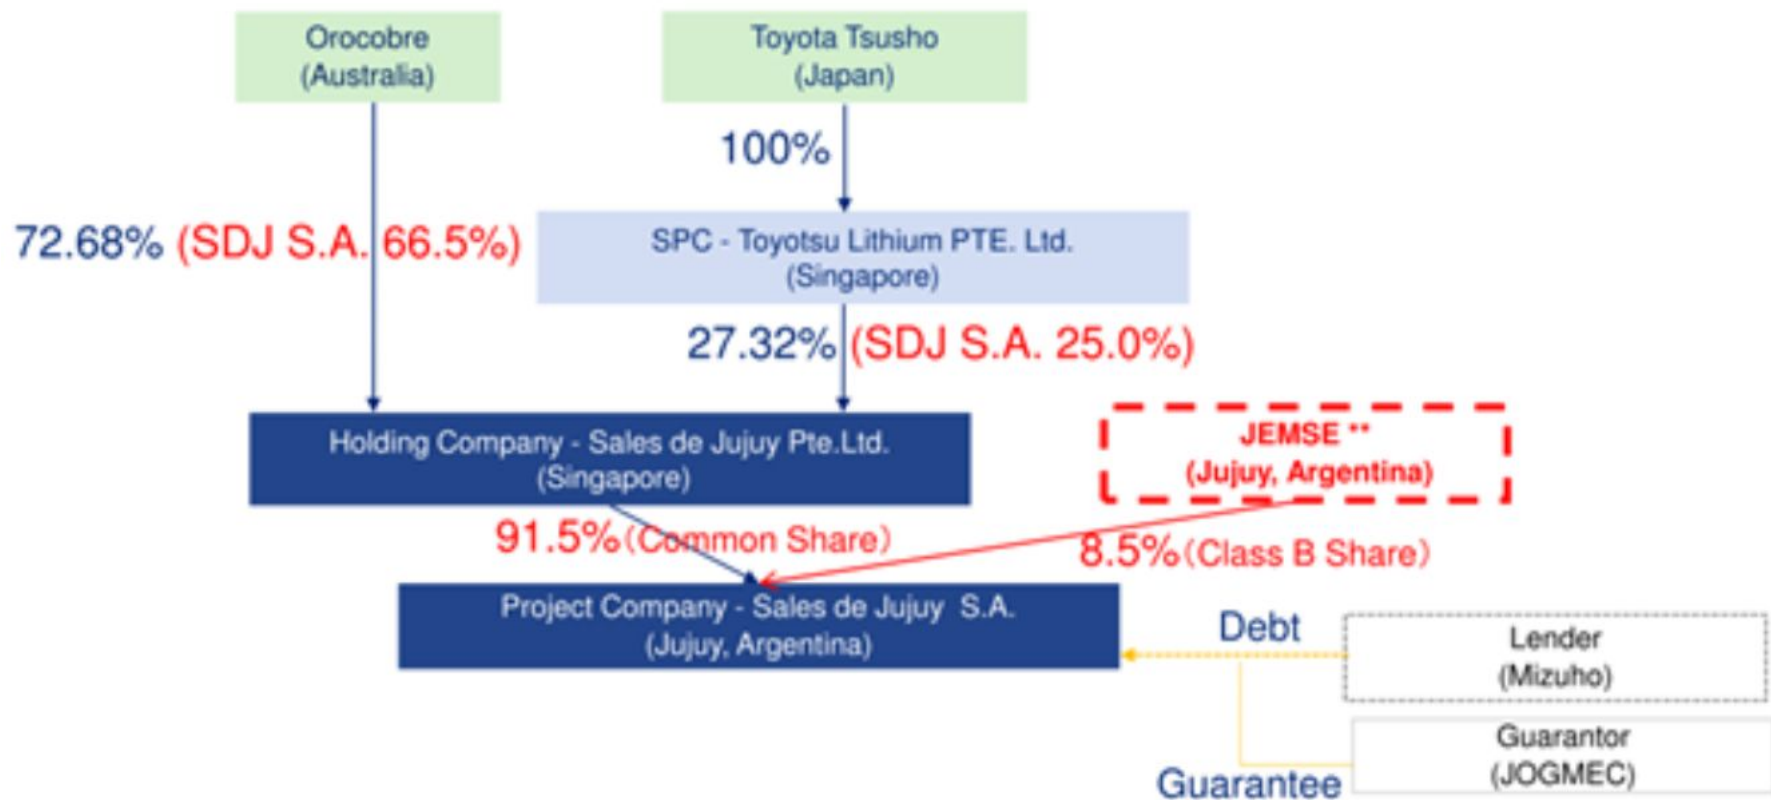 Orocobre
(Australia)
Toyota Tsusho
(Japan)
100%
72.68% (SDJ S.A. 66.5%)
SPC - Toyotsu Lithium PTE. Ltd.
(Singapore)
27.32% (SDJ S.A. 25.0%)
Holding Company - Sales de Jujuy Pte.Ltd.
(Singapore)
JEMSE **
(Jujuy, Argentina)
91.5%(Common Share)
8.5%(Class B Share)
Project Company - Sales de Jujuy S.A.
(Jujuy, Argentina)
Debt
Lender
(Mizuho)
Guarantor
(JOGMEC)
Guarantee